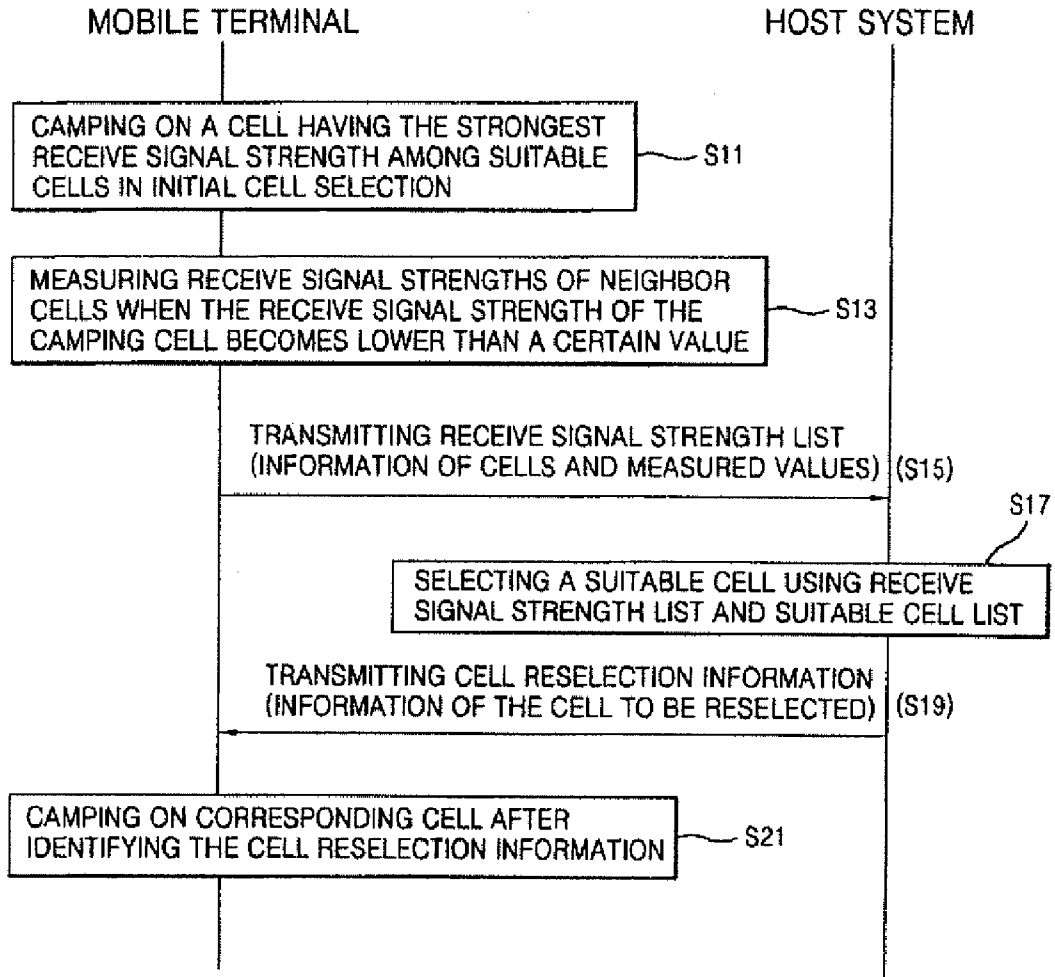 MOBILE TERMINAL
HOST SYSTEM
CAMPING ON A CELL HAVING THE STRONGEST
RECEIVE SIGNAL STRENGTH AMONG SUITABLE
CELLS IN INITIAL CELL SELECTION
S11
MEASURING RECEIVE SIGNAL STRENGTHS OF NEIGHBOR
CELLS WHEN THE RECEIVE SIGNAL STRENGTH OF THE
CAMPING CELL BECOMES LOWER THAN A CERTAIN VALUE
S13
TRANSMITTING RECEIVE SIGNAL STRENGTH LIST
(INFORMATION OF CELLS AND MEASURED VALUES) (S15)
S17
SELECTING A SUITABLE CELL USING RECEIVE
SIGNAL STRENGTH LIST AND SUITABLE CELL LIST
TRANSMITTING CELL RESELECTION INFORMATION
(INFORMATION OF THE CELL TO BE RESELECTED) (S19)
CAMPING ON CORRESPONDING CELL AFTER
IDENTIFYING THE CELL RESELECTION INFORMATION
S21